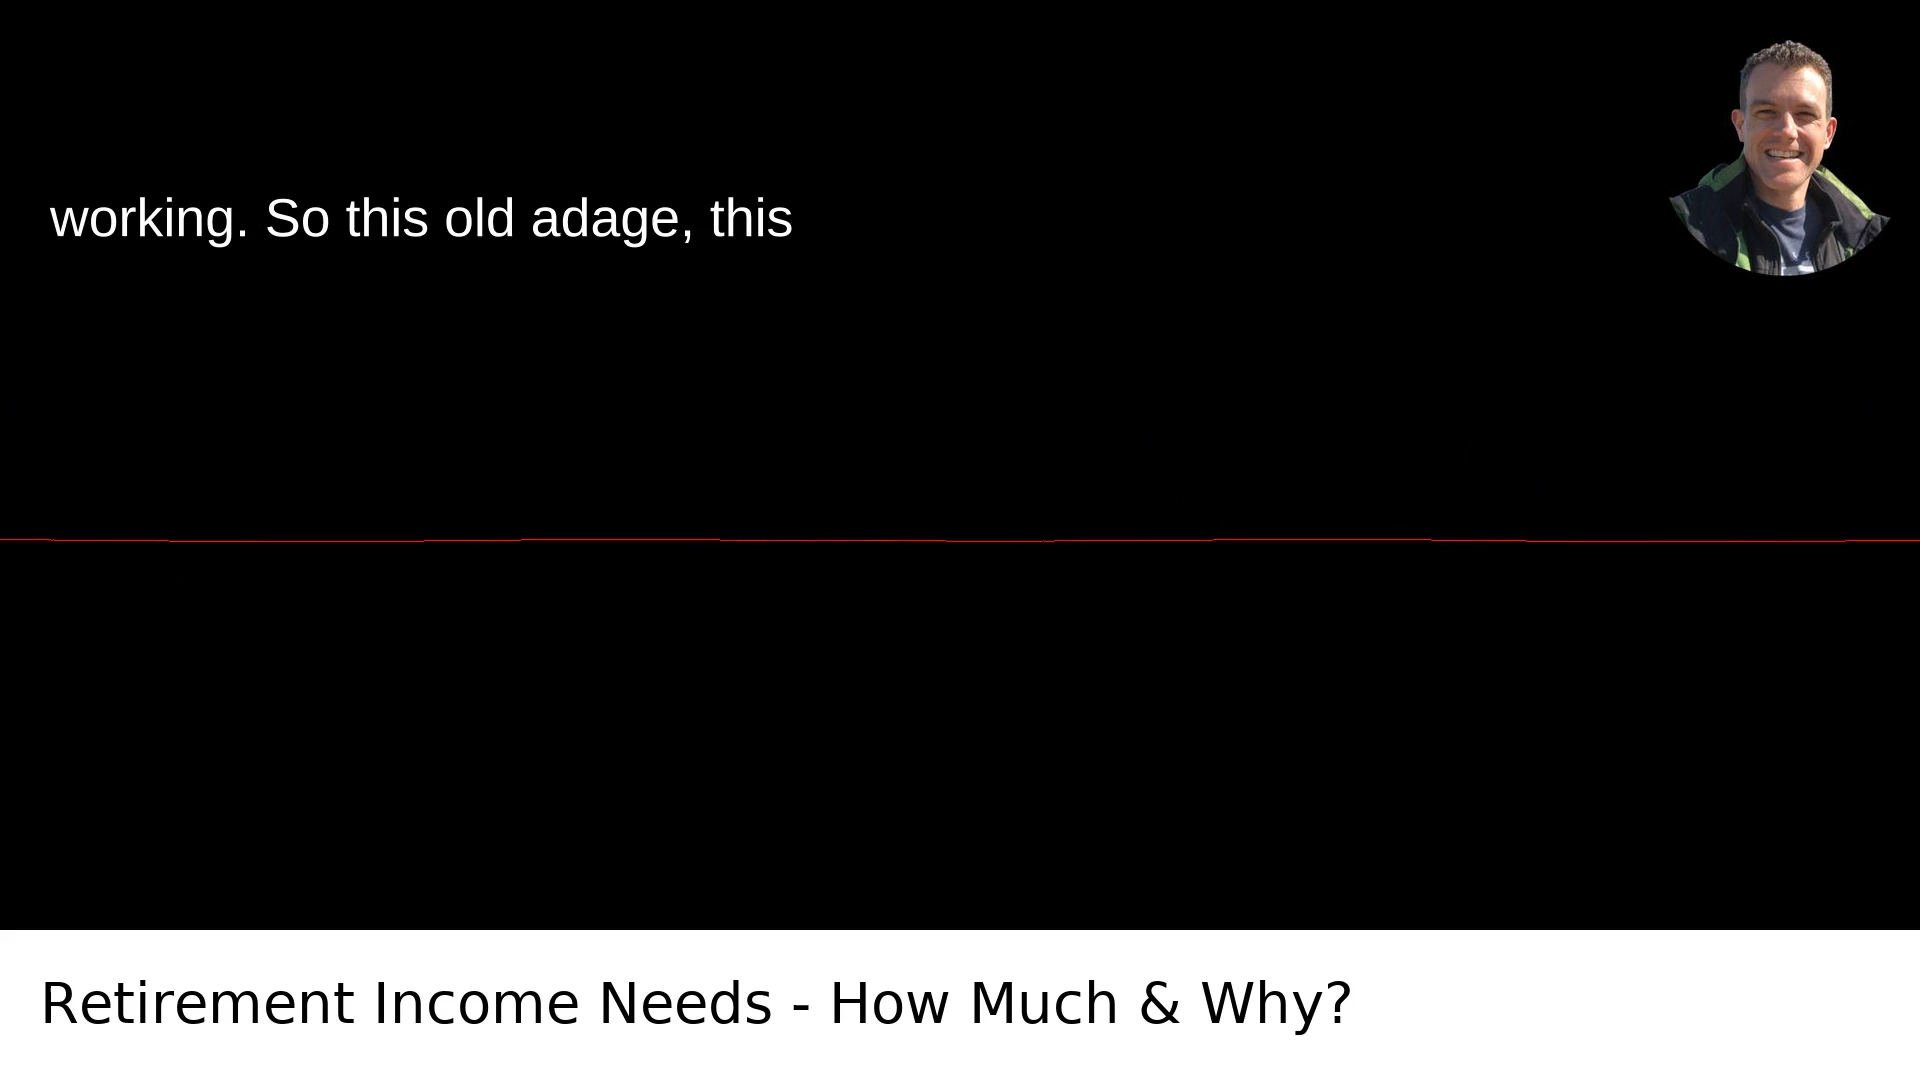 working. So this old adage, this
Retirement Income Needs - How Much & Why?